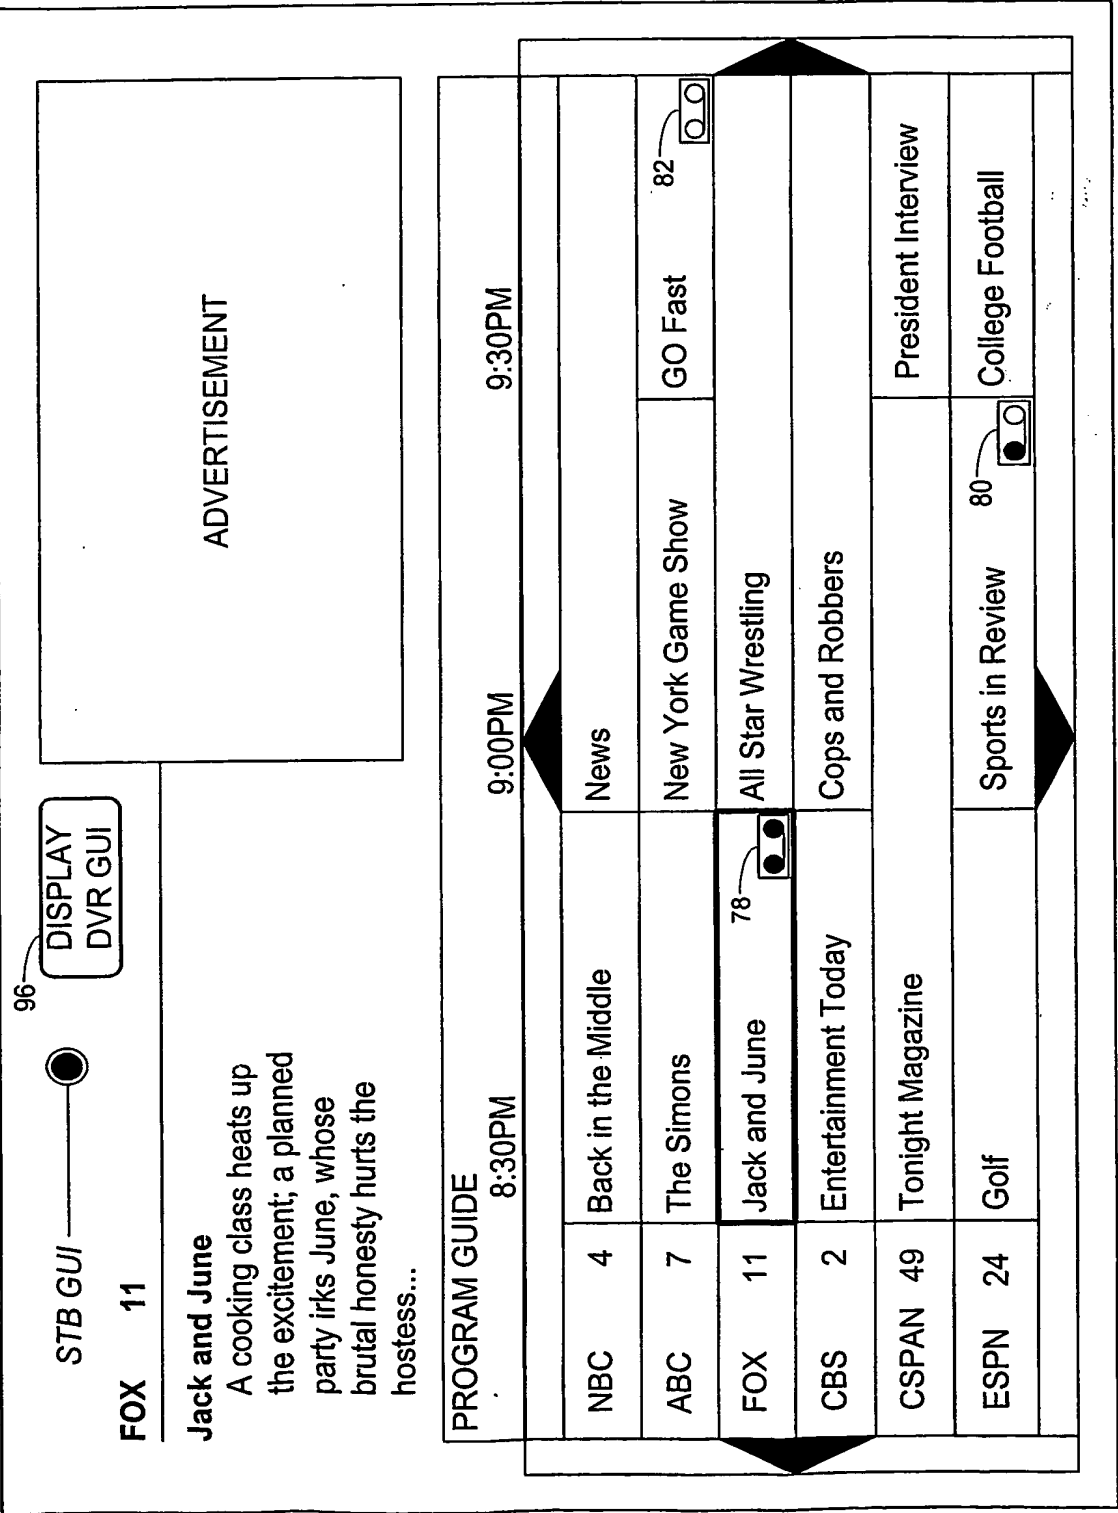 STB GUI
96
DISPLAY
DVR GUI
FOX 11
Jack and June
A cooking class heats up
the excitement; a planned
party irks June, whose
brutal honesty hurts the
hostess...
ADVERTISEMENT
PROGRAM GUIDE
8:30PM 9:00PM 9:30PM
NBC 4 Back in the Middle News
ABC 7 The Simons New York Game Show GO Fast 82
FOX 11 Jack and June 78 All Star Wrestling
CBS 2 Entertainment Today Cops and Robbers
CSPAN 49 Tonight Magazine President Interview
ESPN 24 Golf Sports in Review 80 College Football